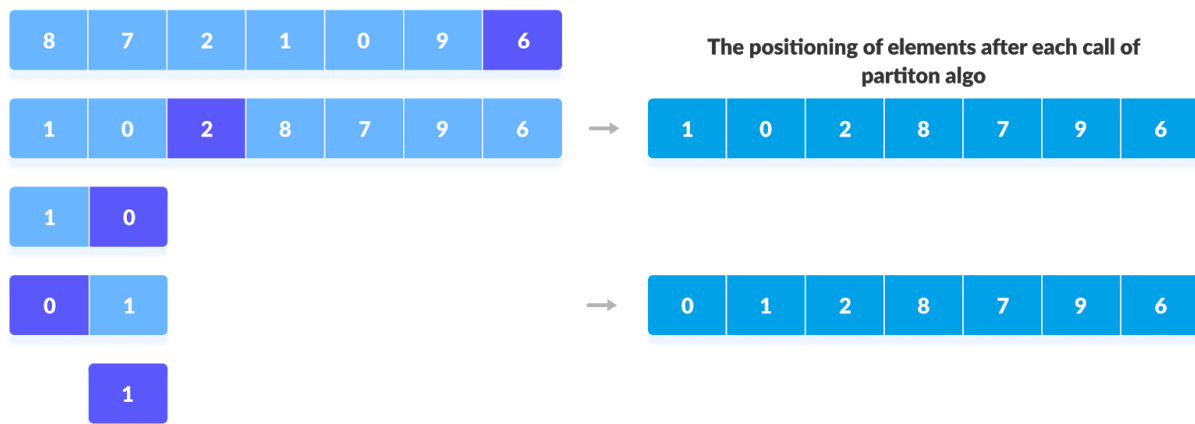 8 7 2 1 0 9 6
The positioning of elements after each call of
partiton algo
1 0 2 8 7 9 6
1 0 2 8 7 9 6
1 0
0 1
0 1 2 8 7 9 6
1